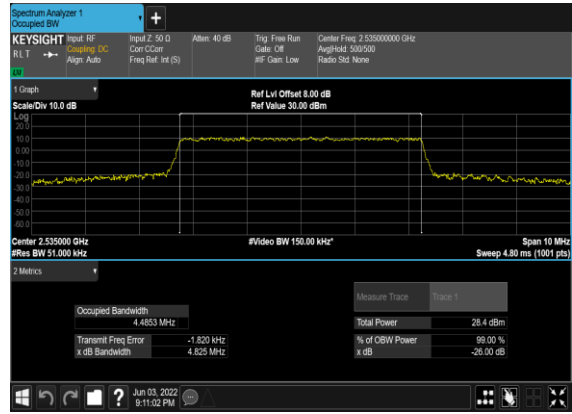 Spectrum Analyzer 1
Occupied BW
+
KEYSIGHT Input: RF Input Z: 50 Ω Atten: 40 dB Trig: Free Run Center Freq: 2.535000000 GHz
RLT Coupling: DC Corr CCorr Gate: Off Avg|Hold: 500/500
Align: Auto Freq Ref: Int (S) #IF Gain: Low Radio Std: None
LW
1 Graph
Ref Lvl Offset 8.00 dB
Scale/Div 10.0 dB Ref Value 30.00 dBm
Log
20.0
10.0
0.00
-10.0
-20.0
-30.0
-40.0
-50.0
-60.0
Center 2.535000 GHz #Video BW 150.00 kHz* Span 10 MHz
#Res BW 51.000 kHz Sweep 4.80 ms (1001 pts)
2 Metrics
Measure Trace Trace 1
Occupied Bandwidth
4.4853 MHz Total Power 28.4 dBm
Transmit Freq Error -1.820 kHz % of OBW Power 99.00 %
x dB Bandwidth 4.825 MHz x dB -26.00 dB
? Jun 03, 2022
9:11:02 PM